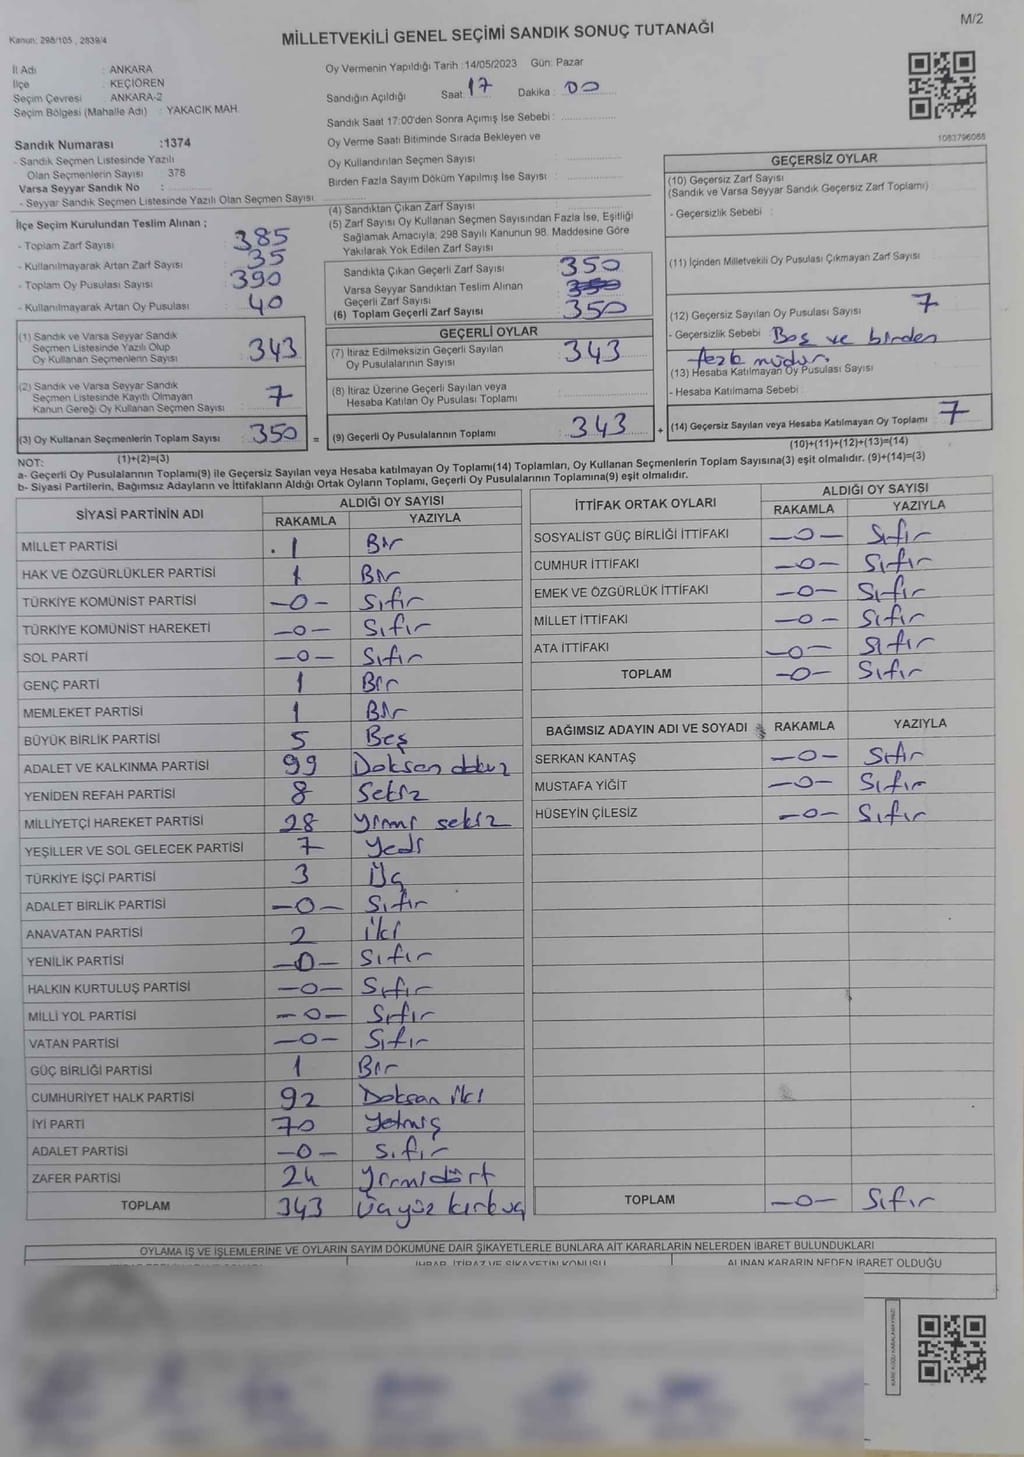 M/2
Kanun: 298/105 , 2839/4
MİLLETVEKİLİ GENEL SEÇİMİ SANDIK SONUÇ TUTANAĞI
İl Adı : ANKARA
İlçe : KEÇİÖREN
Seçim Çevresi : ANKARA-2
Seçim Bölgesi (Mahalle Adı) : YAKACIK MAH.
Sandık Numarası :1374
- Sandık Seçmen Listesinde Yazılı
Olan Seçmenlerin Sayısı : 378
Varsa Seyyar Sandık No :
- Seyyar Sandık Seçmen Listesinde Yazılı Olan Seçmen Sayısı :
Oy Vermenin Yapıldığı Tarih :14/05/2023 Gün: Pazar
Sandığın Açıldığı Saat: 17 Dakika : 00
Sandık Saat 17:00'den Sonra Açımış İse Sebebi :
Oy Verme Saati Bitiminde Sırada Bekleyen ve
Oy Kullandırılan Seçmen Sayısı :
Birden Fazla Sayım Döküm Yapılmış İse Sayısı :
1083796088
İlçe Seçim Kurulundan Teslim Alınan ;
- Toplam Zarf Sayısı : 385
- Kullanılmayarak Artan Zarf Sayısı : 35
- Toplam Oy Pusulası Sayısı : 390
- Kullanılmayarak Artan Oy Pusulası : 40
(1) Sandık ve Varsa Seyyar Sandık
Seçmen Listesinde Yazılı Olup
Oy Kullanan Seçmenlerin Sayısı : 343
(2) Sandık ve Varsa Seyyar Sandık
Seçmen Listesinde Kayıtlı Olmayan
Kanun Gereği Oy Kullanan Seçmen Sayısı : 7
(3) Oy Kullanan Seçmenlerin Toplam Sayısı : 350 =
(1)+(2)=(3)
(4) Sandıktan Çıkan Zarf Sayısı :
(5) Zarf Sayısı Oy Kullanan Seçmen Sayısından Fazla İse, Eşitliği
Sağlamak Amacıyla, 298 Sayılı Kanunun 98. Maddesine Göre
Yakılarak Yok Edilen Zarf Sayısı :
Sandıkta Çıkan Geçerli Zarf Sayısı : 350
Varsa Seyyar Sandıktan Teslim Alınan
Geçerli Zarf Sayısı :
(6) Toplam Geçerli Zarf Sayısı : 350
GEÇERLİ OYLAR
(7) İtiraz Edilmeksizin Geçerli Sayılan
Oy Pusulalarının Sayısı : 343
(8) İtiraz Üzerine Geçerli Sayılan veya
Hesaba Katılan Oy Pusulası Toplamı :
(9) Geçerli Oy Pusulalarının Toplamı : 343 +
GEÇERSİZ OYLAR
(10) Geçersiz Zarf Sayısı
(Sandık ve Varsa Seyyar Sandık Geçersiz Zarf Toplamı) :
- Geçersizlik Sebebi :
(11) İçinden Milletvekili Oy Pusulası Çıkmayan Zarf Sayısı :
(12) Geçersiz Sayılan Oy Pusulası Sayısı : 7
- Geçersizlik Sebebi : Boş ve birden
(13) Hesaba Katılmayan Oy Pusulası Sayısı :
- Hesaba Katılmama Sebebi :
(14) Geçersiz Sayılan veya Hesaba Katılmayan Oy Toplamı : 7
(10)+(11)+(12)+(13)=(14)
NOT:
a- Geçerli Oy Pusulalarının Toplamı(9) ile Geçersiz Sayılan veya Hesaba katılmayan Oy Toplamı(14) Toplamları, Oy Kullanan Seçmenlerin Toplam Sayısına(3) eşit olmalıdır. (9)+(14)=(3)
b- Siyasi Partilerin, Bağımsız Adayların ve İttifakların Aldığı Ortak Oyların Toplamı, Geçerli Oy Pusulalarının Toplamına(9) eşit olmalıdır.
SİYASİ PARTİNİN ADI ALDIĞI OY SAYISI
RAKAMLA YAZIYLA
MİLLET PARTİSİ 1 Bir
HAK VE ÖZGÜRLÜKLER PARTİSİ 1 Bir
TÜRKİYE KOMÜNİST PARTİSİ -0- Sıfır
TÜRKİYE KOMÜNİST HAREKETİ -0- Sıfır
SOL PARTİ -0- Sıfır
GENÇ PARTİ 1 Bir
MEMLEKET PARTİSİ 1 Bir
BÜYÜK BİRLİK PARTİSİ 5 Beş
ADALET VE KALKINMA PARTİSİ 99 Doksan dokuz
YENİDEN REFAH PARTİSİ 8 Sekiz
MİLLİYETÇİ HAREKET PARTİSİ 28 Yirmi sekiz
YEŞİLLER VE SOL GELECEK PARTİSİ 7 Yedi
TÜRKİYE İŞÇİ PARTİSİ 3 Üç
ADALET BİRLİK PARTİSİ -0- Sıfır
ANAVATAN PARTİSİ 2 iki
YENİLİK PARTİSİ -0- Sıfır
HALKIN KURTULUŞ PARTİSİ -0- Sıfır
MİLLİ YOL PARTİSİ -0- Sıfır
VATAN PARTİSİ -0- Sıfır
GÜÇ BİRLİĞİ PARTİSİ 1 Bir
CUMHURİYET HALK PARTİSİ 92 Doksan iki
İYİ PARTİ 70 Yetmiş
ADALET PARTİSİ -0- Sıfır
ZAFER PARTİSİ 24 Yirmidört
TOPLAM 343 Üçyüz kırküç
İTTİFAK ORTAK OYLARI ALDIĞI OY SAYISI
RAKAMLA YAZIYLA
SOSYALİST GÜÇ BİRLİĞİ İTTİFAKI -0- Sıfır
CUMHUR İTTİFAKI -0- Sıfır
EMEK VE ÖZGÜRLÜK İTTİFAKI -0- Sıfır
MİLLET İTTİFAKI -0- Sıfır
ATA İTTİFAKI -0- Sıfır
TOPLAM -0- Sıfır
BAĞIMSIZ ADAYIN ADI VE SOYADI RAKAMLA YAZIYLA
SERKAN KANTAŞ -0- Sıfır
MUSTAFA YİĞİT -0- Sıfır
HÜSEYİN ÇİLESİZ -0- Sıfır
TOPLAM -0- Sıfır
OYLAMA İŞ VE İŞLEMLERİNE VE OYLARIN SAYIM DÖKÜMÜNE DAİR ŞİKAYETLERLE BUNLARA AİT KARARLARIN NELERDEN İBARET BULUNDUKLARI
İHBAR, İTİRAZ VE ŞİKAYETİN KONUSU ALINAN KARARIN NEDEN İBARET OLDUĞU